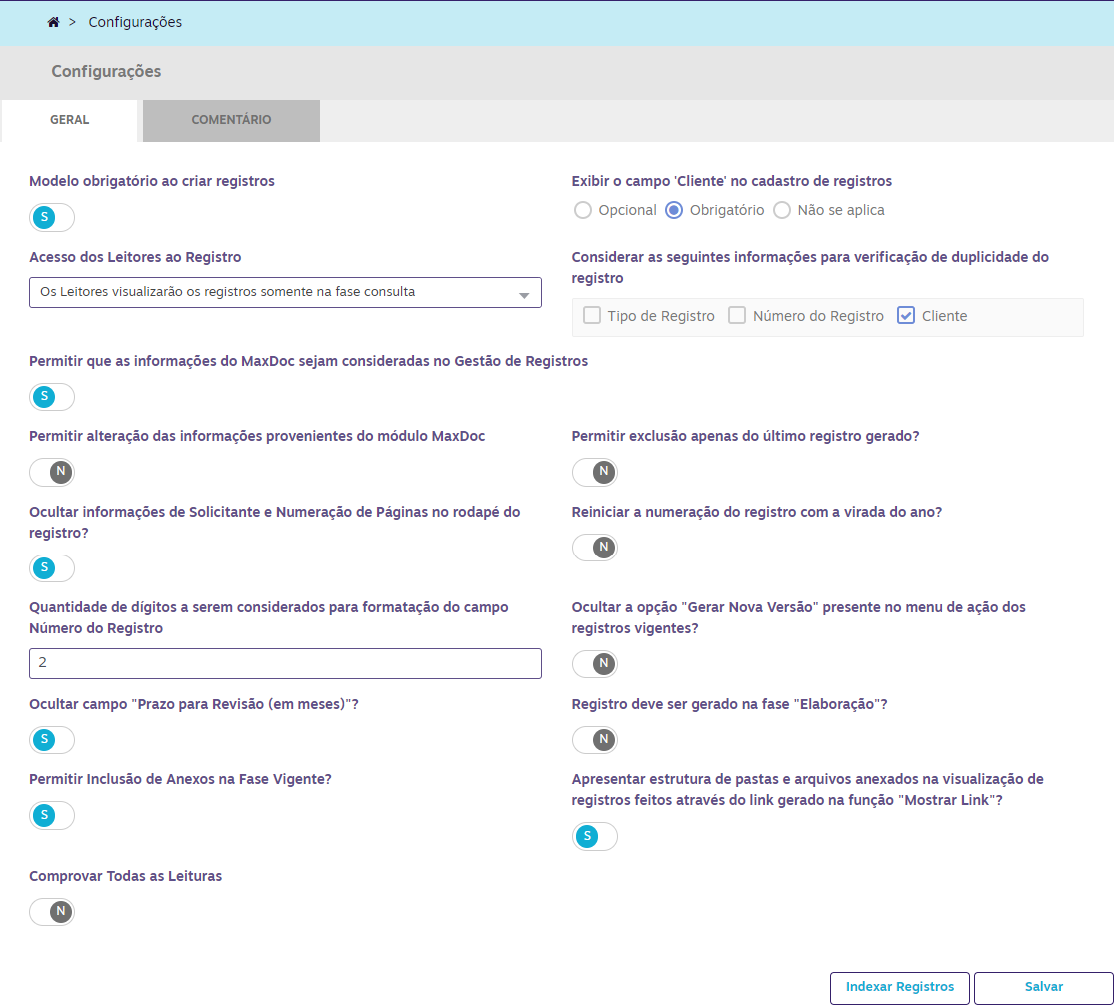 > Configurações
Configurações
GERAL
COMENTÁRIO
Modelo obrigatório ao criar registros
S
Exibir o campo 'Cliente' no cadastro de registros
Opcional Obrigatório Não se aplica
Acesso dos Leitores ao Registro
Os Leitores visualizarão os registros somente na fase consulta
Considerar as seguintes informações para verificação de duplicidade do
registro
Tipo de Registro Número do Registro Cliente
Permitir que as informações do MaxDoc sejam consideradas no Gestão de Registros
S
Permitir alteração das informações provenientes do módulo MaxDoc
N
Permitir exclusão apenas do último registro gerado?
N
Ocultar informações de Solicitante e Numeração de Páginas no rodapé do
registro?
S
Reiniciar a numeração do registro com a virada do ano?
N
Quantidade de dígitos a serem considerados para formatação do campo
Número do Registro
2
Ocultar a opção "Gerar Nova Versão" presente no menu de ação dos
registros vigentes?
N
Ocultar campo "Prazo para Revisão (em meses)"?
S
Registro deve ser gerado na fase "Elaboração"?
N
Permitir Inclusão de Anexos na Fase Vigente?
S
Apresentar estrutura de pastas e arquivos anexados na visualização de
registros feitos através do link gerado na função "Mostrar Link"?
S
Comprovar Todas as Leituras
N
Indexar Registros
Salvar